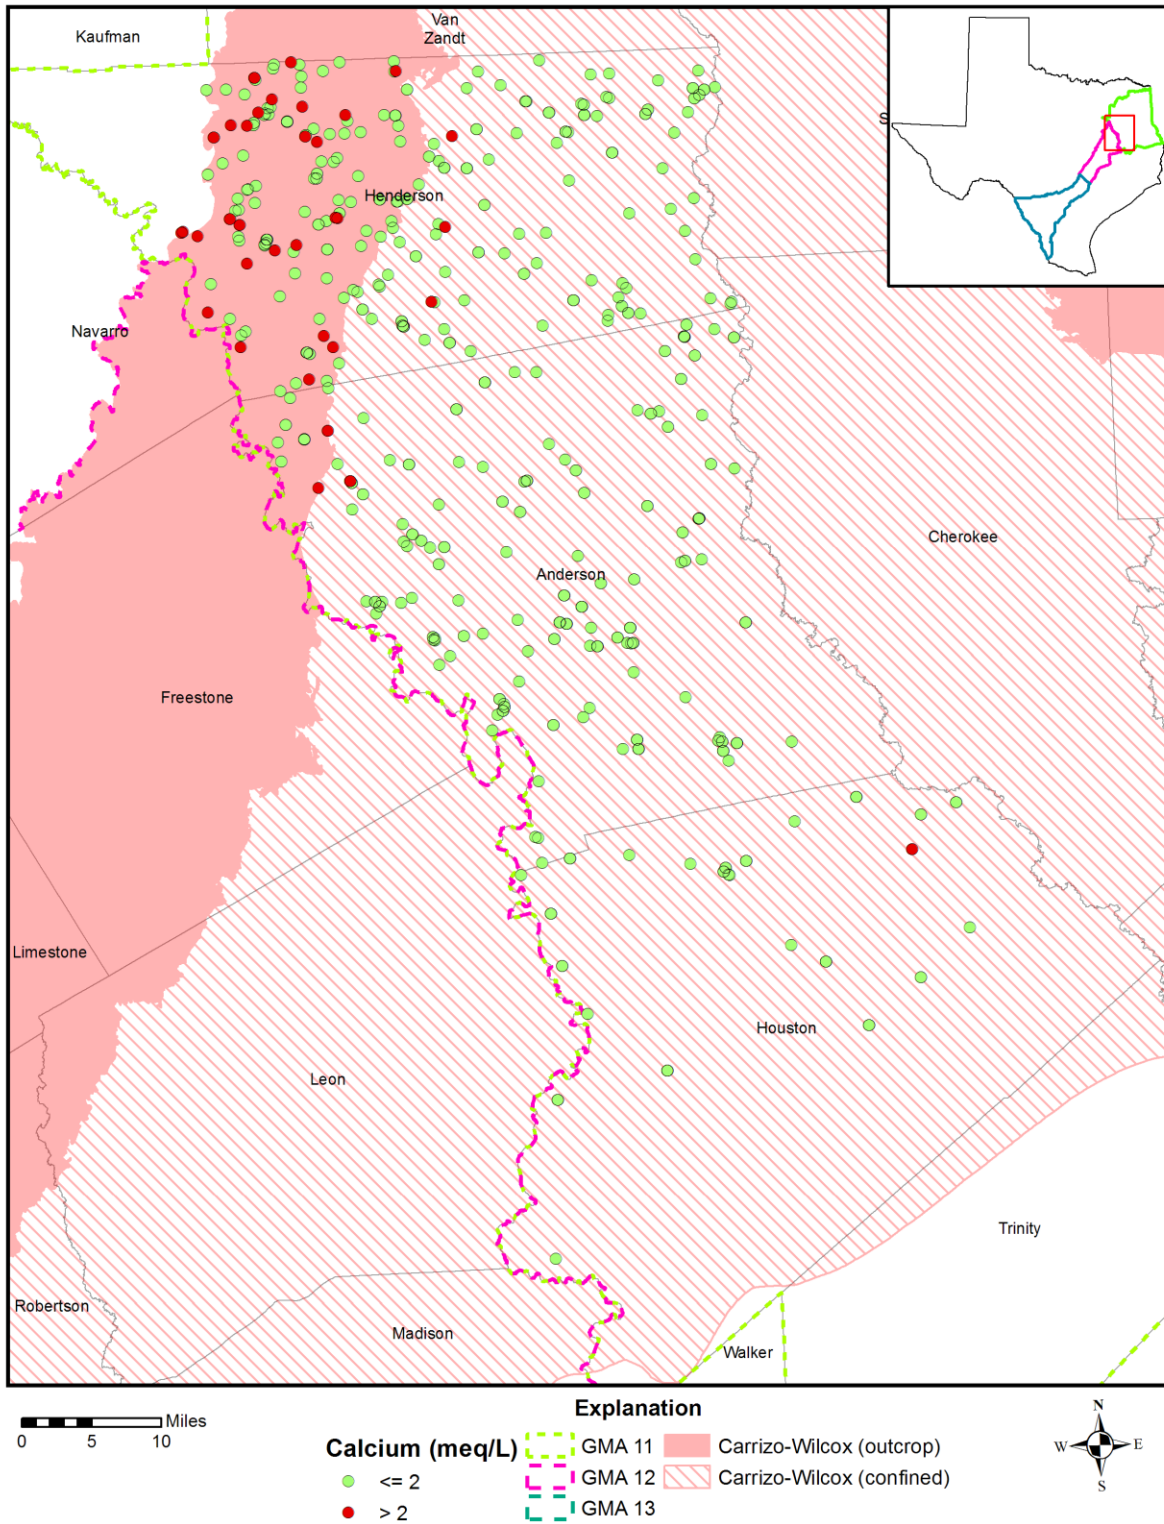 Kaufman
Van
Zandt
S
Henderson
Navarro
Cherokee
Anderson
Freestone
Limestone
Houston
Leon
Trinity
Robertson
Madison
Walker
Miles
0 5 10
Explanation
Calcium (meq/L)
<= 2
> 2
GMA 11
GMA 12
GMA 13
Carrizo-Wilcox (outcrop)
Carrizo-Wilcox (confined)
N
W E
S